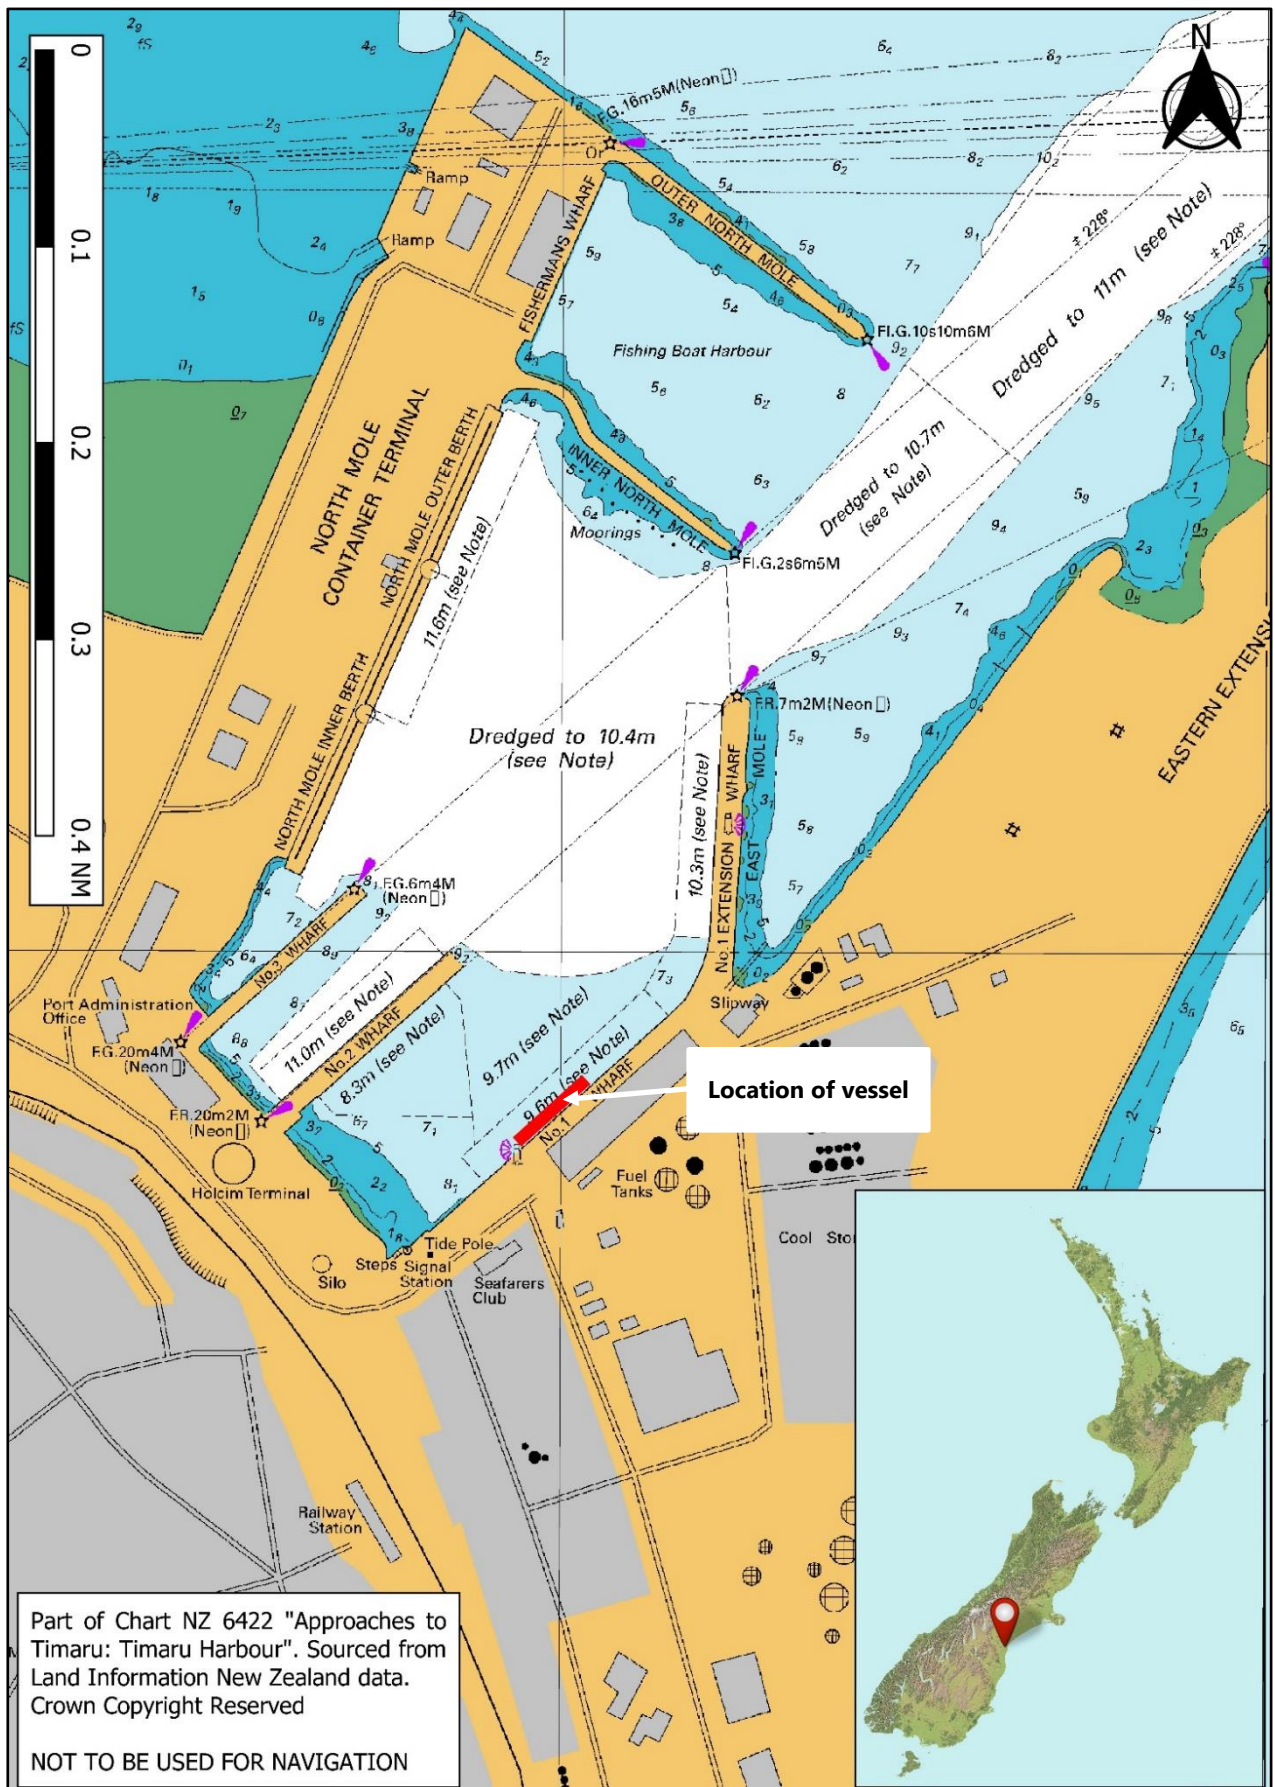 N
0
0.1
0.2
0.3
0.4 NM
F.G.16m5M(Neon▯)
Or
Ramp
Ramp
FISHERMANS WHARF
OUTER NORTH MOLE
Fl.G.10s10m6M
Fishing Boat Harbour
‡ 228°
‡ 228°
Dredged to 11m (see Note)
Dredged to 10.7m
(see Note)
NORTH MOLE
CONTAINER TERMINAL
NORTH MOLE OUTER BERTH
11.6m (see Note)
INNER NORTH MOLE
Moorings
Fl.G.2s6m5M
NORTH MOLE INNER BERTH
Dredged to 10.4m
(see Note)
F.R.7m2M(Neon▯)
10.3m (see Note)
No.1 EXTENSION WHARF
EAST MOLE
EASTERN EXTENS
F.G.6m4M
(Neon▯)
No.3 WHARF
Port Administration
Office
F.G.20m4M
(Neon▯)
11.0m (see Note)
No.2 WHARF
8.3m (see Note)
9.7m (see Note)
9.6m (see Note)
No.1 WHARF
Slipway
Location of vessel
F.R.20m2M
(Neon▯)
Holcim Terminal
Fuel
Tanks
Cool Sto
Silo
Steps
Tide Pole
Signal
Station
Seafarers
Club
Railway
Station
Part of Chart NZ 6422 "Approaches to
Timaru: Timaru Harbour". Sourced from
Land Information New Zealand data.
Crown Copyright Reserved
NOT TO BE USED FOR NAVIGATION